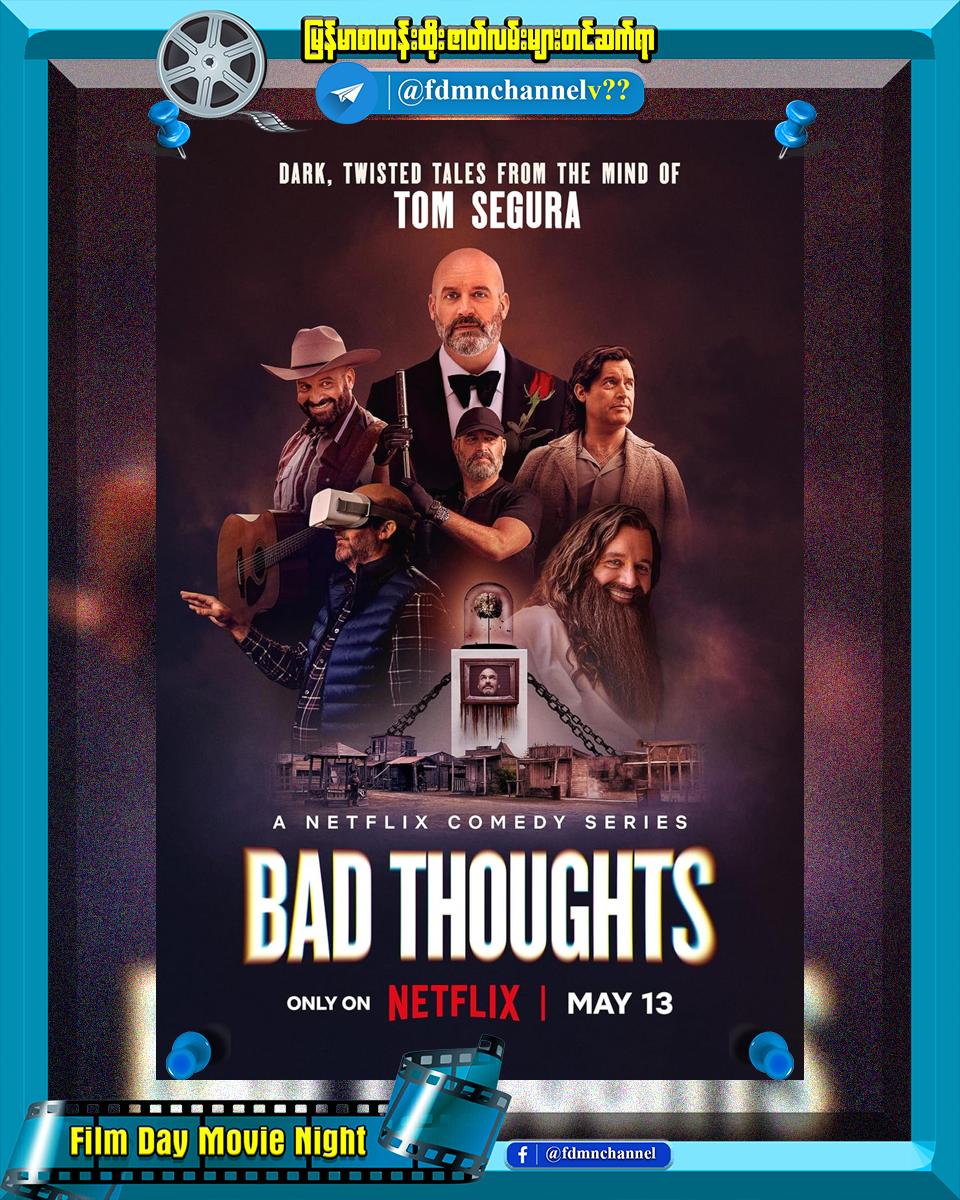 မြန်မာစာတန်းထိုးဇာတ်လမ်းများတင်ဆက်ရာ
@fdmnchannelv??
DARK, TWISTED TALES FROM THE MIND OF
TOM SEGURA
A NETFLIX COMEDY SERIES
BAD THOUGHTS
ONLY ON NETFLIX | MAY 13
Film Day Movie Night
f | @fdmnchannel